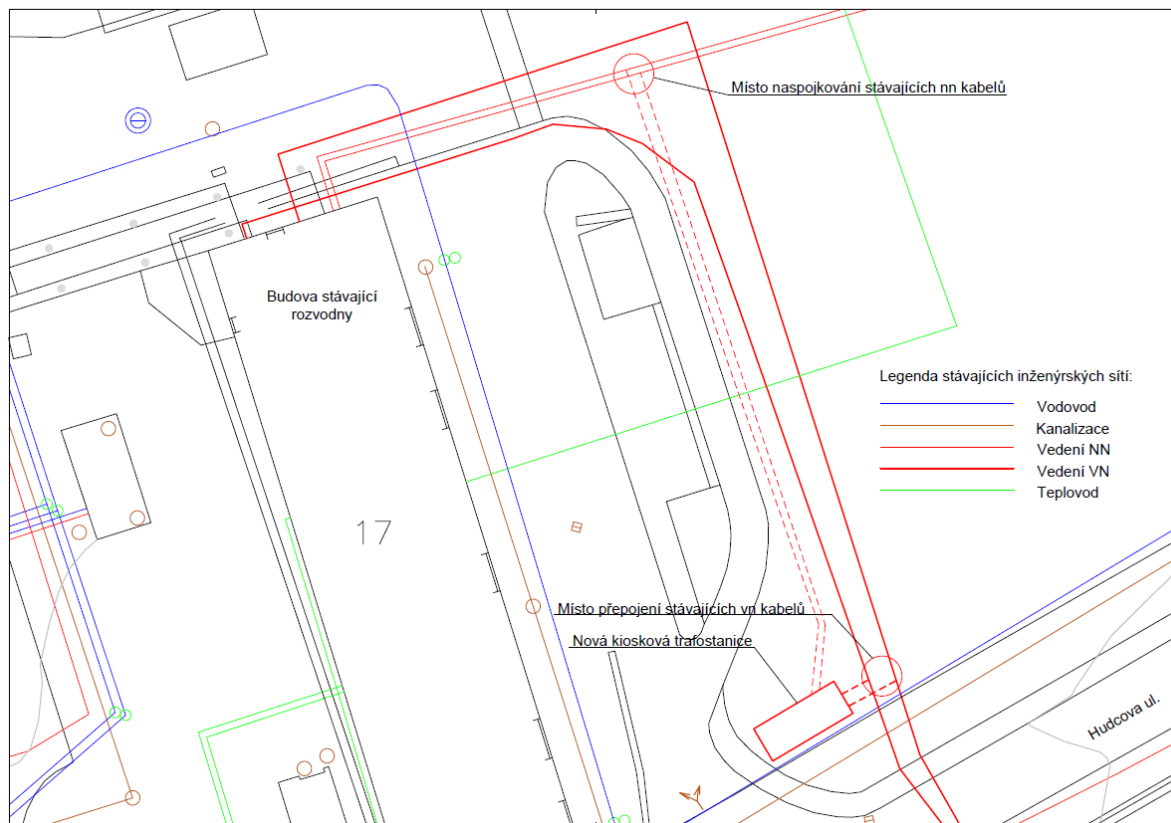 Místo naspojkování stávajících nn kabelů
Budova stávající
rozvodny
Legenda stávajících inženýrských sítí:
Vodovod
Kanalizace
Vedení NN
Vedení VN
Teplovod
17
Místo přepojení stávajících vn kabelů
Nová kiosková trafostanice
Hudcova ul.